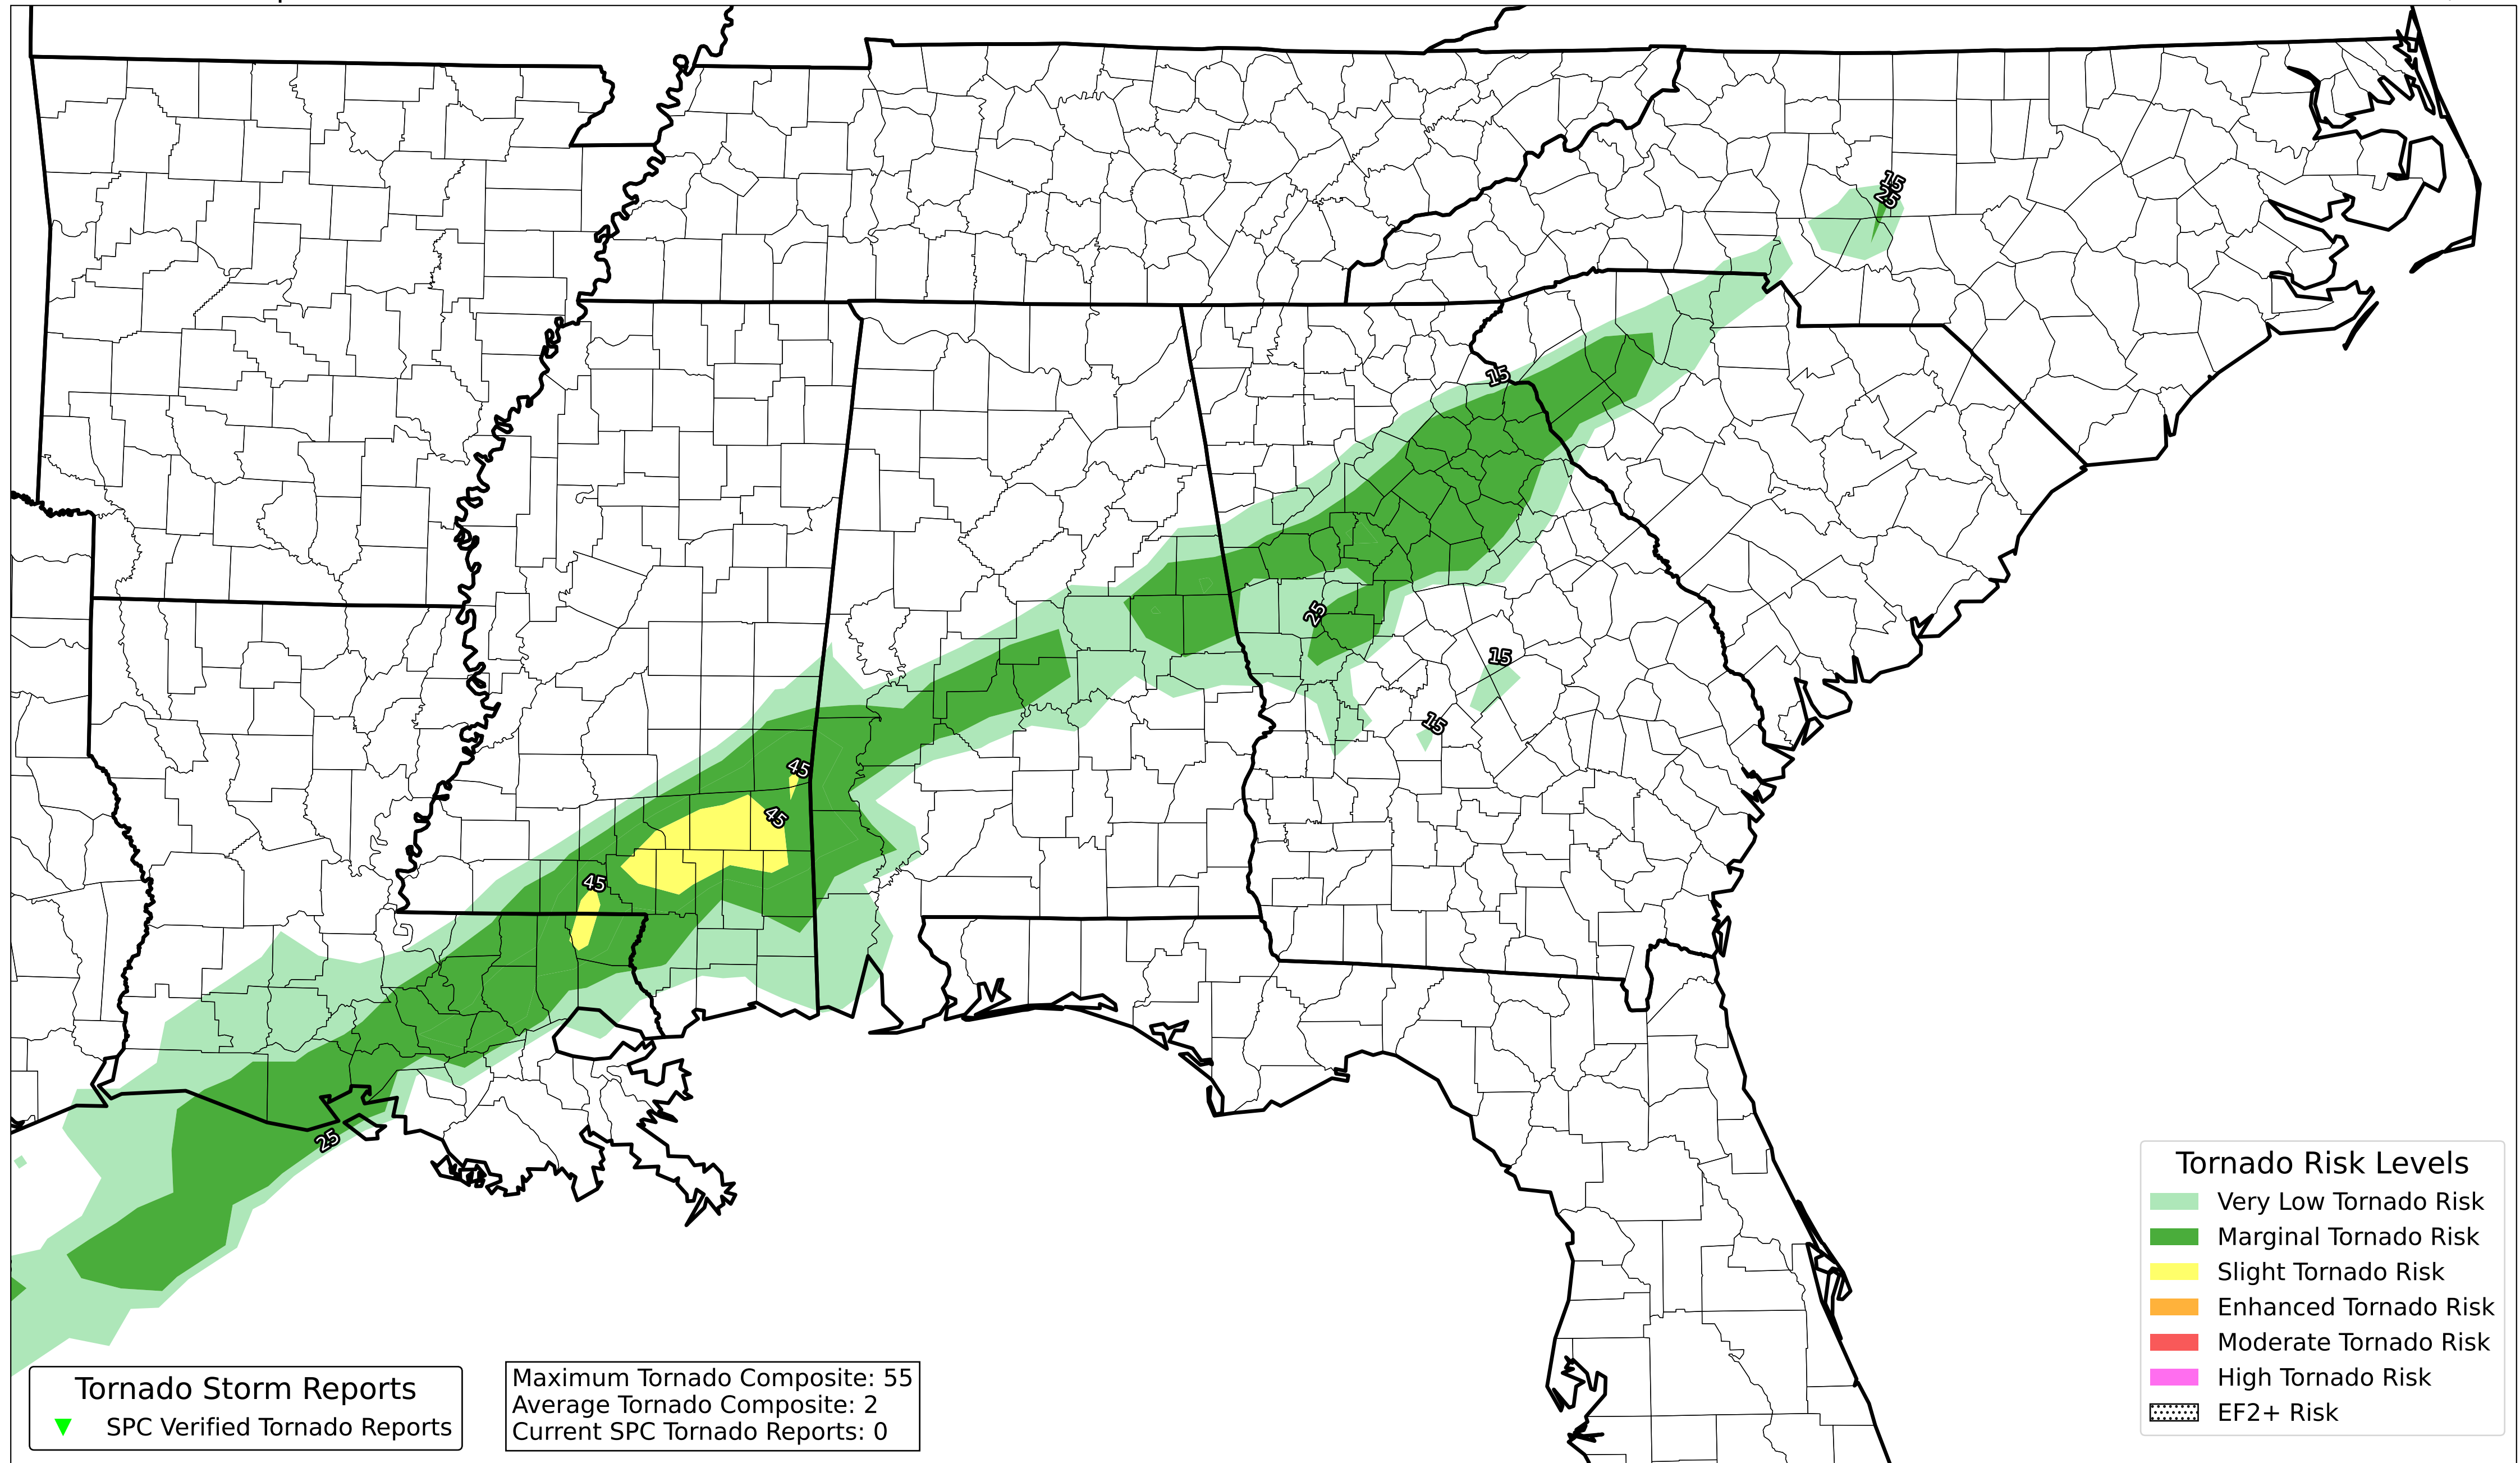 15
25
15
25
15
15
45
45
45
25
Tornado Risk Levels
Very Low Tornado Risk
Marginal Tornado Risk
Slight Tornado Risk
Enhanced Tornado Risk
Moderate Tornado Risk
High Tornado Risk
EF2+ Risk
Tornado Storm Reports
SPC Verified Tornado Reports
Maximum Tornado Composite: 55
Average Tornado Composite: 2
Current SPC Tornado Reports: 0